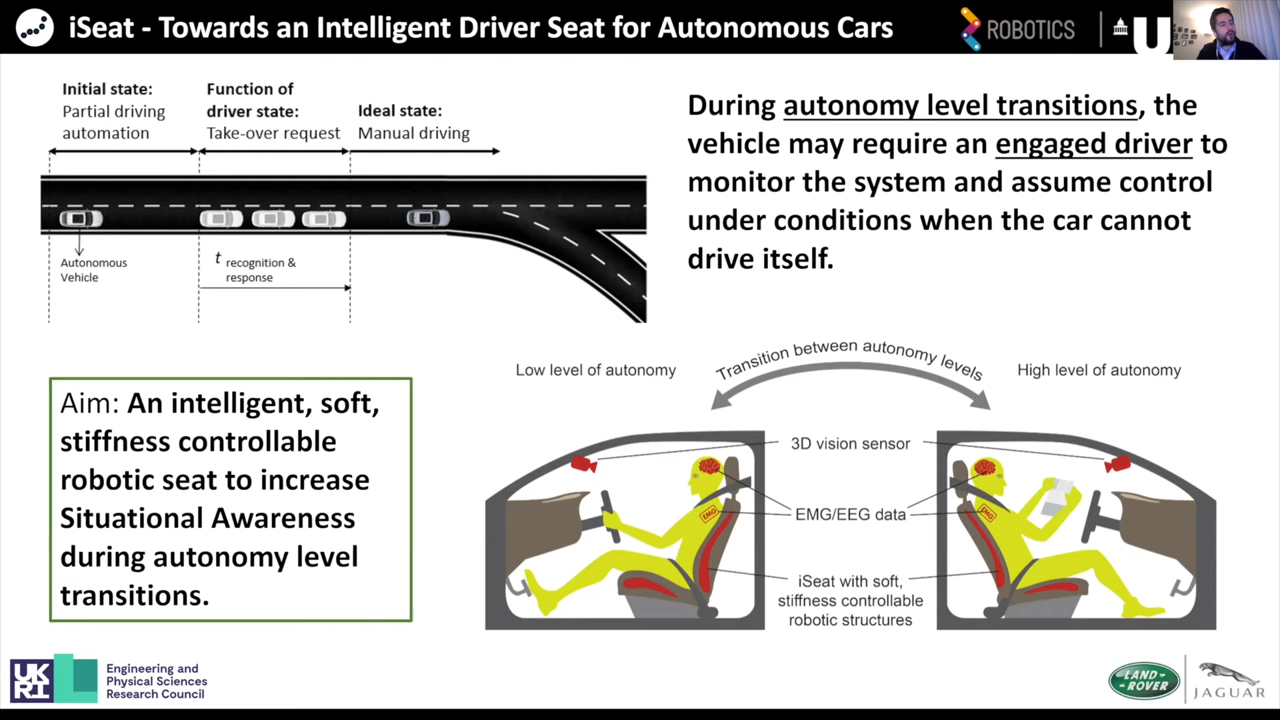 iSeat - Towards an Intelligent Driver Seat for Autonomous Cars
ROBOTICS
U
Initial state:
Partial driving
automation
Function of
driver state:
Take-over request
Ideal state:
Manual driving
Autonomous
Vehicle
t recognition &
response
During autonomy level transitions, the
vehicle may require an engaged driver to
monitor the system and assume control
under conditions when the car cannot
drive itself.
Aim: An intelligent, soft,
stiffness controllable
robotic seat to increase
Situational Awareness
during autonomy level
transitions.
Low level of autonomy
Transition between autonomy levels
High level of autonomy
3D vision sensor
EMG/EEG data
EMG
EMG
iSeat with soft,
stiffness controllable
robotic structures
UK
RI
Engineering and
Physical Sciences
Research Council
LAND-
-ROVER
JAGUAR